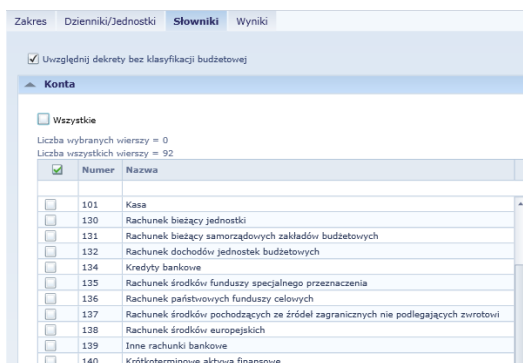 Zakres Dzienniki/Jednostki Słowniki Wyniki
Uwzględnij dekrety bez klasyfikacji budżetowej
Konta
Wszystkie
Liczba wybranych wierszy = 0
Liczba wszystkich wierszy = 92
Numer Nazwa
101 Kasa
130 Rachunek bieżący jednostki
131 Rachunek bieżący samorządowych zakładów budżetowych
132 Rachunek dochodów jednostek budżetowych
134 Kredyty bankowe
135 Rachunek środków funduszy specjalnego przeznaczenia
136 Rachunek państwowych funduszy celowych
137 Rachunek środków pochodzących ze źródeł zagranicznych nie podlegających zwrotowi
138 Rachunek środków europejskich
139 Inne rachunki bankowe
140 Krótkoterminowe aktywa finansowe